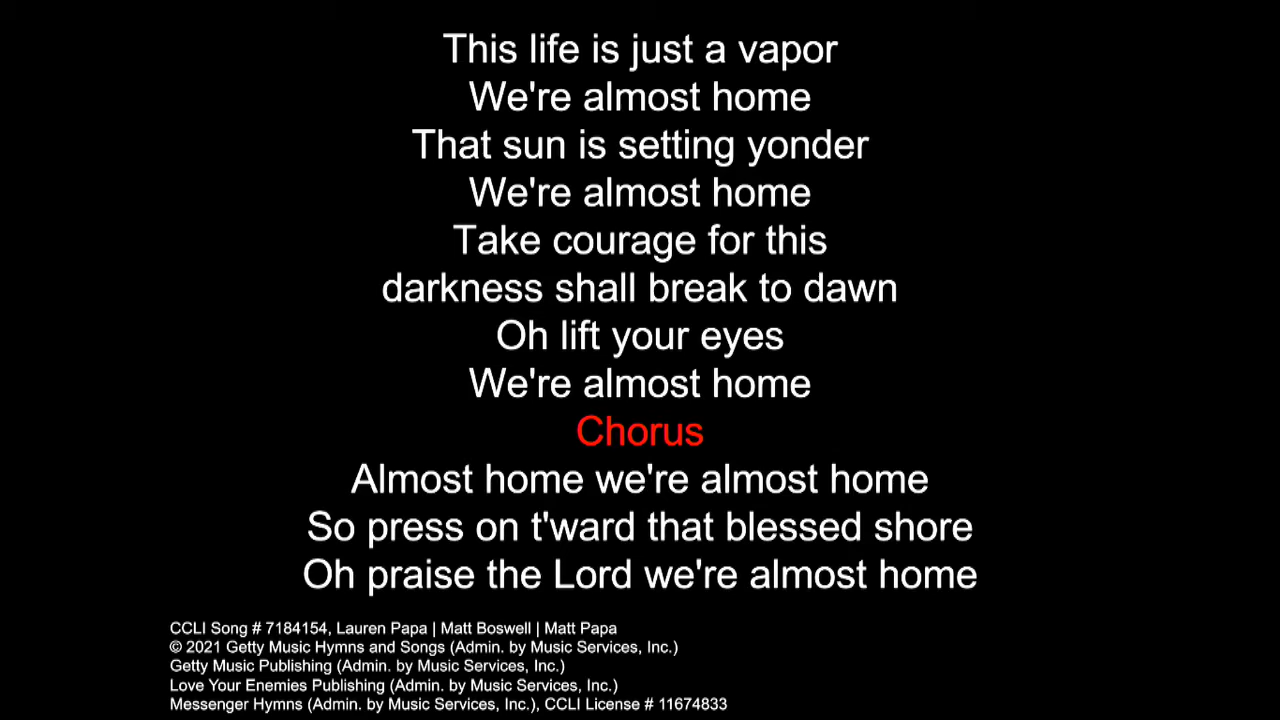 This life is just a vapor
We're almost home
That sun is setting yonder
We're almost home
Take courage for this
darkness shall break to dawn
Oh lift your eyes
We're almost home
Chorus
Almost home we're almost home
So press on t'ward that blessed shore
Oh praise the Lord we're almost home
CCLI Song # 7184154, Lauren Papa | Matt Boswell | Matt Papa
© 2021 Getty Music Hymns and Songs (Admin. by Music Services, Inc.)
Getty Music Publishing (Admin. by Music Services, Inc.)
Love Your Enemies Publishing (Admin. by Music Services, Inc.)
Messenger Hymns (Admin. by Music Services, Inc.), CCLI License # 11674833